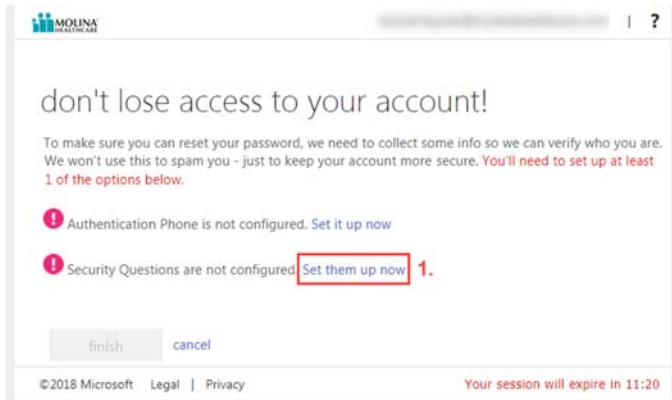 MOLINA
HEALTHCARE
| ?
don't lose access to your account!
To make sure you can reset your password, we need to collect some info so we can verify who you are.
We won't use this to spam you - just to keep your account more secure. You'll need to set up at least
1 of the options below.
! Authentication Phone is not configured. Set it up now
! Security Questions are not configured. Set them up now 1.
finish cancel
©2018 Microsoft Legal | Privacy Your session will expire in 11:20